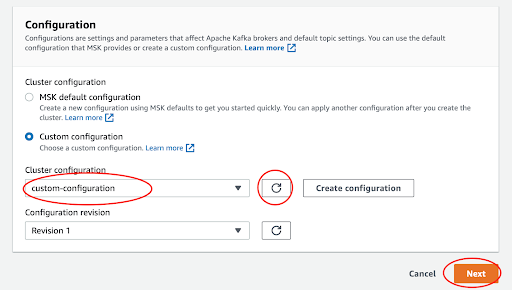 Configuration
Configurations are settings and parameters that affect Apache Kafka brokers and default topic settings. You can use the default
configuration that MSK provides or create a custom configuration. Learn more
Cluster configuration
MSK default configuration
Create a new configuration using MSK defaults to get you started quickly. You can apply another configuration after you create the
cluster. Learn more
Custom configuration
Choose a custom configuration. Learn more
Cluster configuration
custom-configuration
Create configuration
Configuration revision
Revision 1
Cancel Next